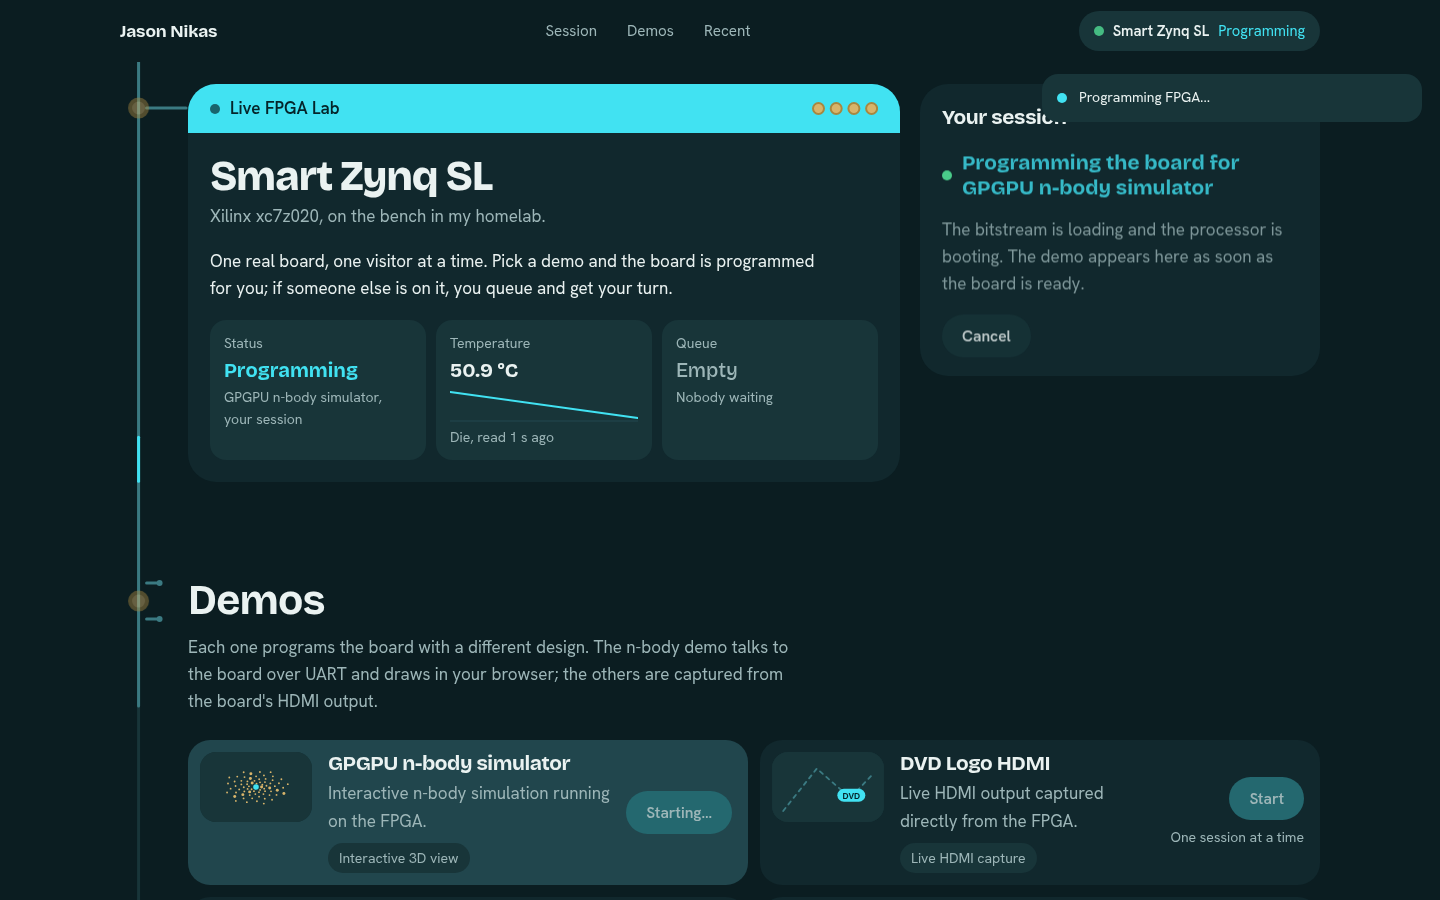 Jason Nikas
Session
Demos
Recent
Smart Zynq SL Programming
Programming FPGA...
Live FPGA Lab
Smart Zynq SL
Xilinx xc7z020, on the bench in my homelab.
One real board, one visitor at a time. Pick a demo and the board is programmed
for you; if someone else is on it, you queue and get your turn.
Status
Programming
GPGPU n-body simulator,
your session
Temperature
50.9 °C
Die, read 1 s ago
Queue
Empty
Nobody waiting
Your session
Programming the board for
GPGPU n-body simulator
The bitstream is loading and the processor is
booting. The demo appears here as soon as
the board is ready.
Cancel
Demos
Each one programs the board with a different design. The n-body demo talks to
the board over UART and draws in your browser; the others are captured from
the board's HDMI output.
GPGPU n-body simulator
Interactive n-body simulation running
on the FPGA.
Interactive 3D view
Starting...
DVD
DVD Logo HDMI
Live HDMI output captured
directly from the FPGA.
Live HDMI capture
Start
One session at a time